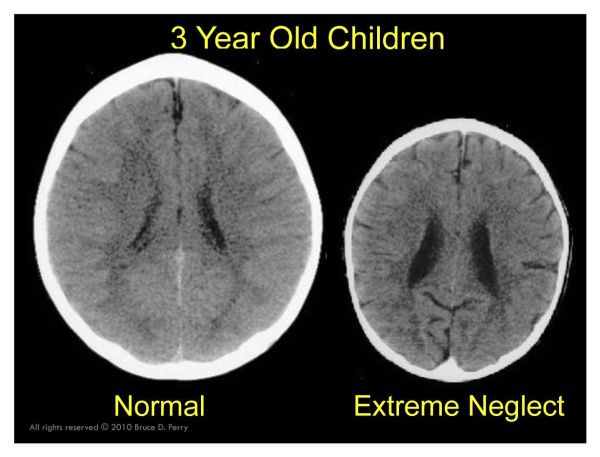 3 Year Old Children
Normal
Extreme Neglect
All rights reserved © 2010 Bruce D. Perry